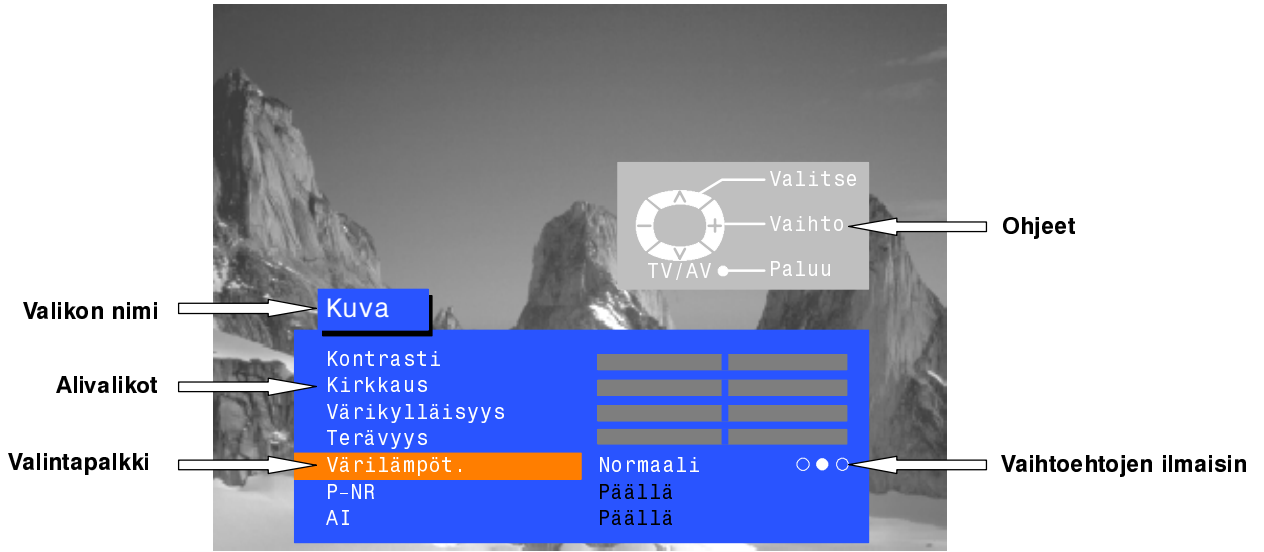 Valitse
Vaihto
Ohjeet
TV/AV
Paluu
Valikon nimi
Kuva
Kontrasti
Alivalikot
Kirkkaus
Värikylläisyys
Terävyys
Valintapalkki
Värilämpöt.
Normaali
Vaihtoehtojen ilmaisin
P-NR
Päällä
AI
Päällä